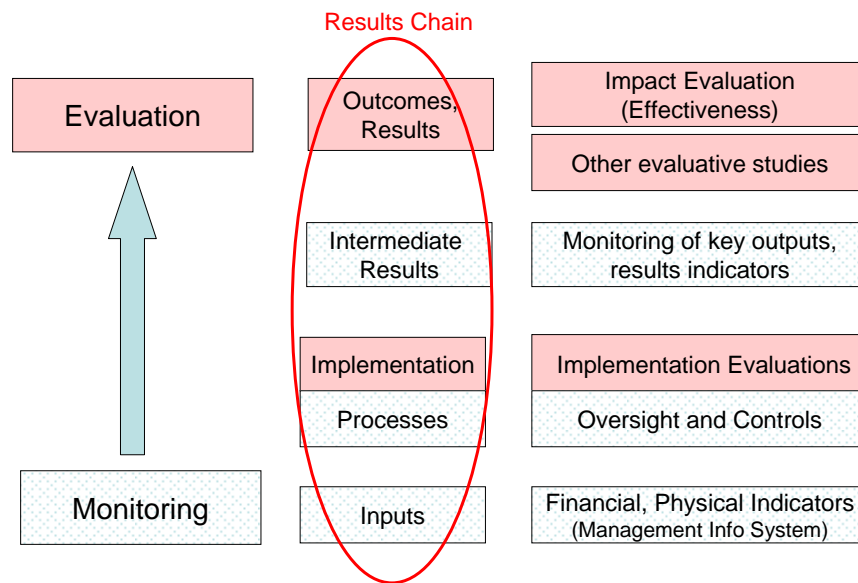 Results Chain
Evaluation
Outcomes,
Results
Impact Evaluation
(Effectiveness)
Other evaluative studies
Intermediate
Results
Monitoring of key outputs,
results indicators
Implementation
Implementation Evaluations
Processes
Oversight and Controls
Monitoring
Inputs
Financial, Physical Indicators
(Management Info System)